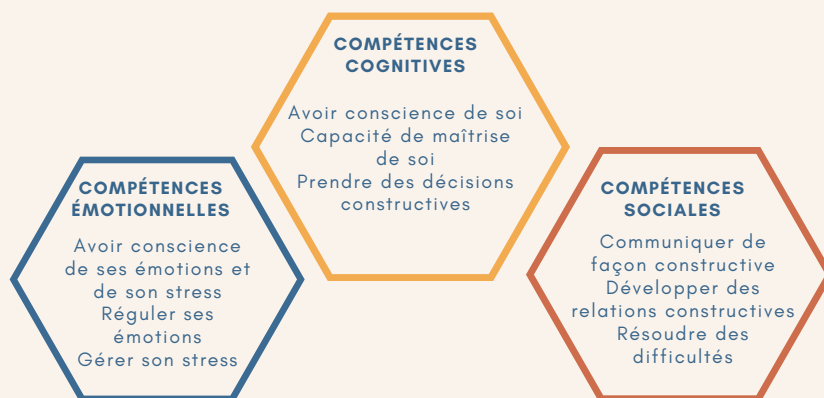 COMPÉTENCES
COGNITIVES
Avoir conscience de soi
Capacité de maîtrise
de soi
Prendre des décisions
constructives
COMPÉTENCES
ÉMOTIONNELLES
Avoir conscience
de ses émotions et
de son stress
Réguler ses
émotions
Gérer son stress
COMPÉTENCES
SOCIALES
Communiquer de
façon constructive
Développer des
relations constructives
Résoudre des
difficultés